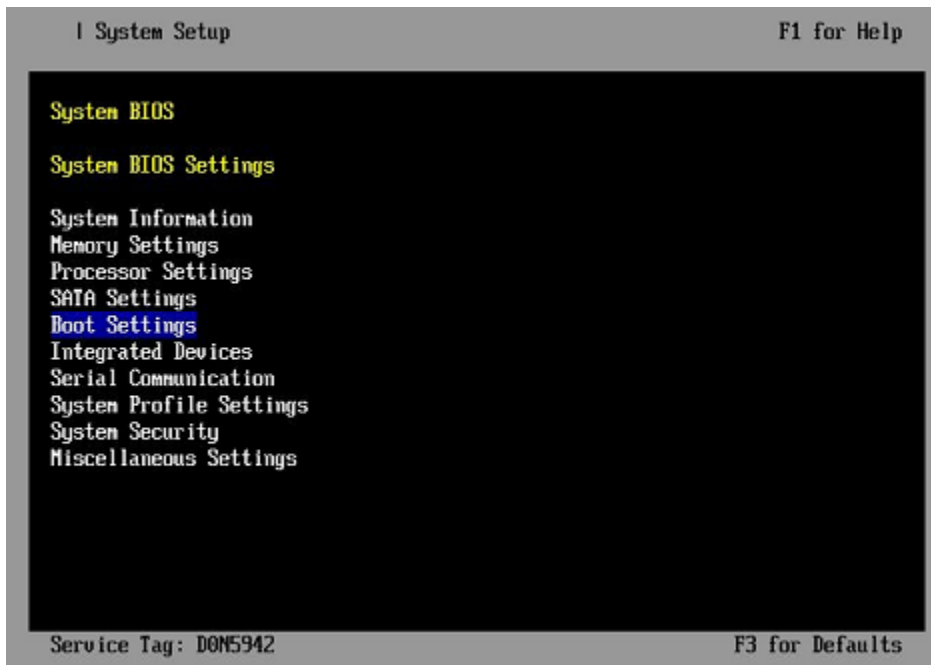 | System Setup F1 for Help
System BIOS
System BIOS Settings
System Information
Memory Settings
Processor Settings
SATA Settings
Boot Settings
Integrated Devices
Serial Communication
System Profile Settings
System Security
Miscellaneous Settings
Service Tag: D0N5942 F3 for Defaults